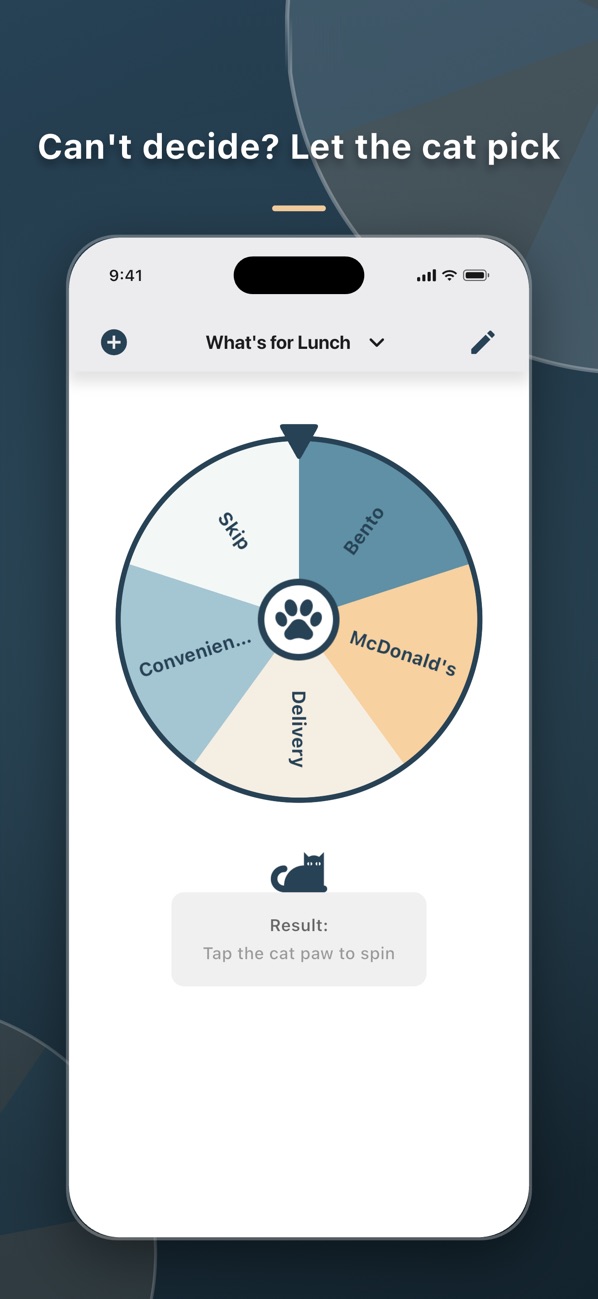 Can't decide? Let the cat pick
9:41
What's for Lunch
Skip
Bento
Convenien...
McDonald's
Delivery
Result:
Tap the cat paw to spin